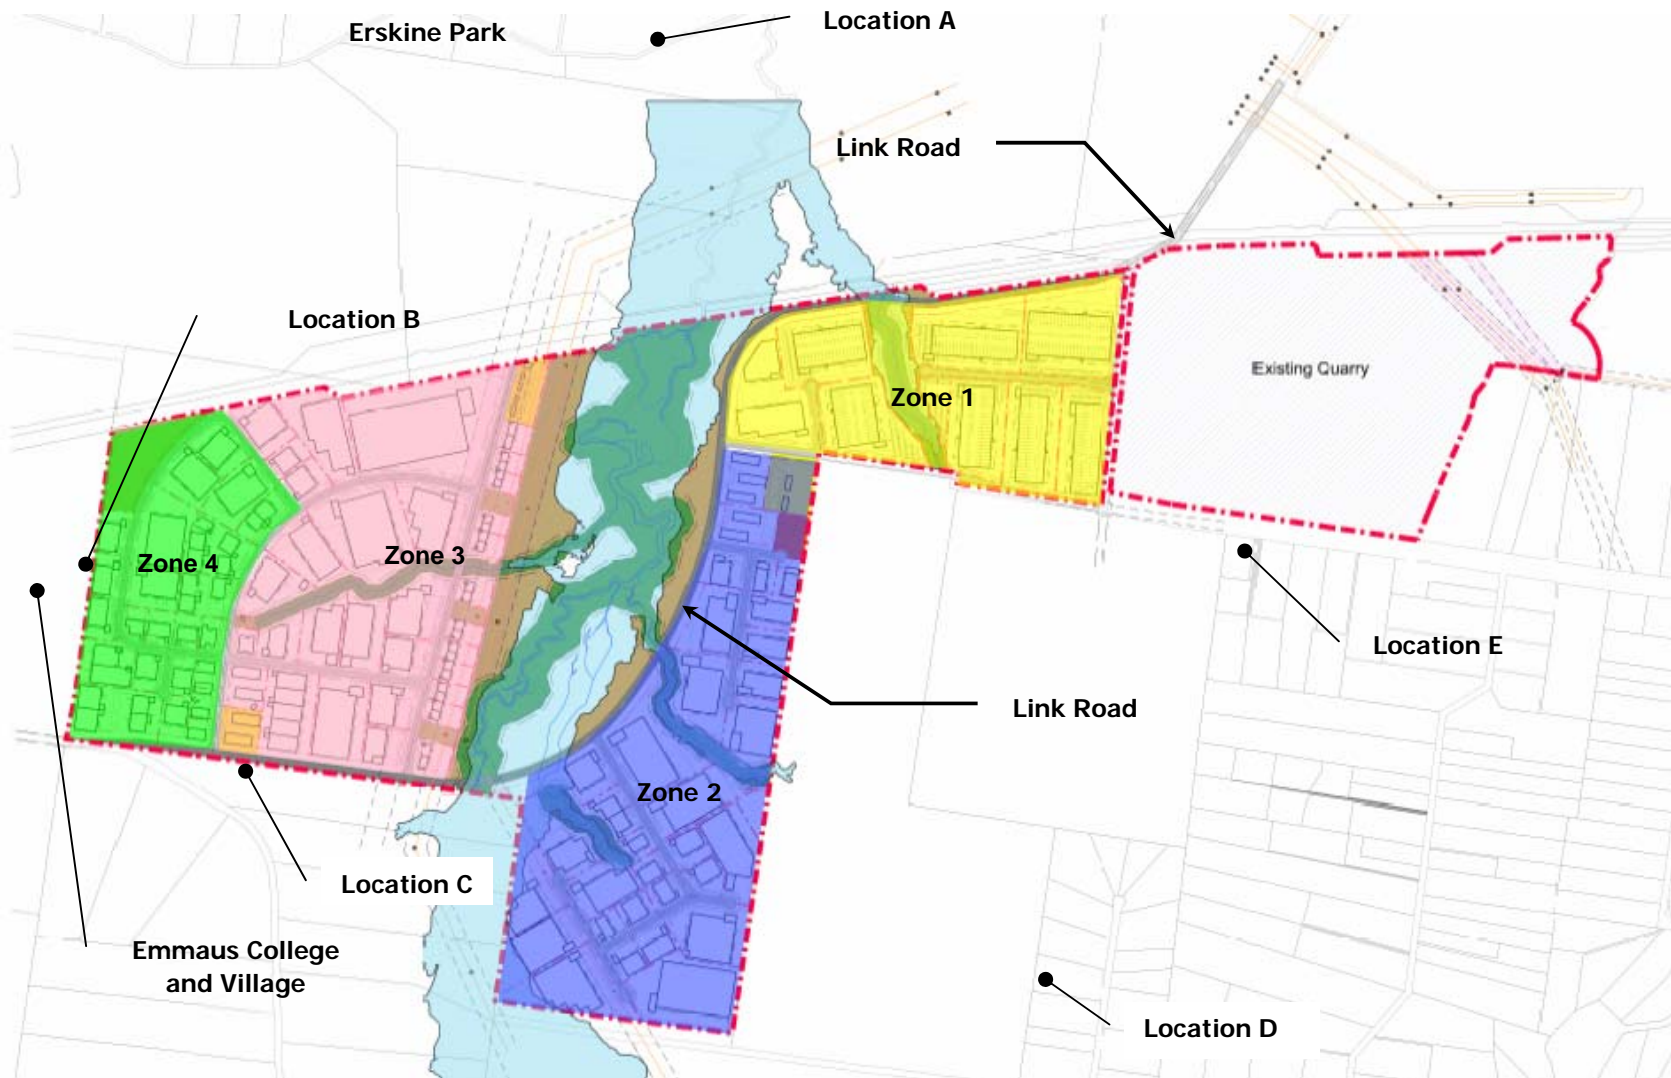 Location A
Erskine Park
Link Road
Location B
Existing Quarry
Zone 1
Zone 3
Zone 4
Location E
Link Road
Zone 2
Location C
Emmaus College
and Village
Location D